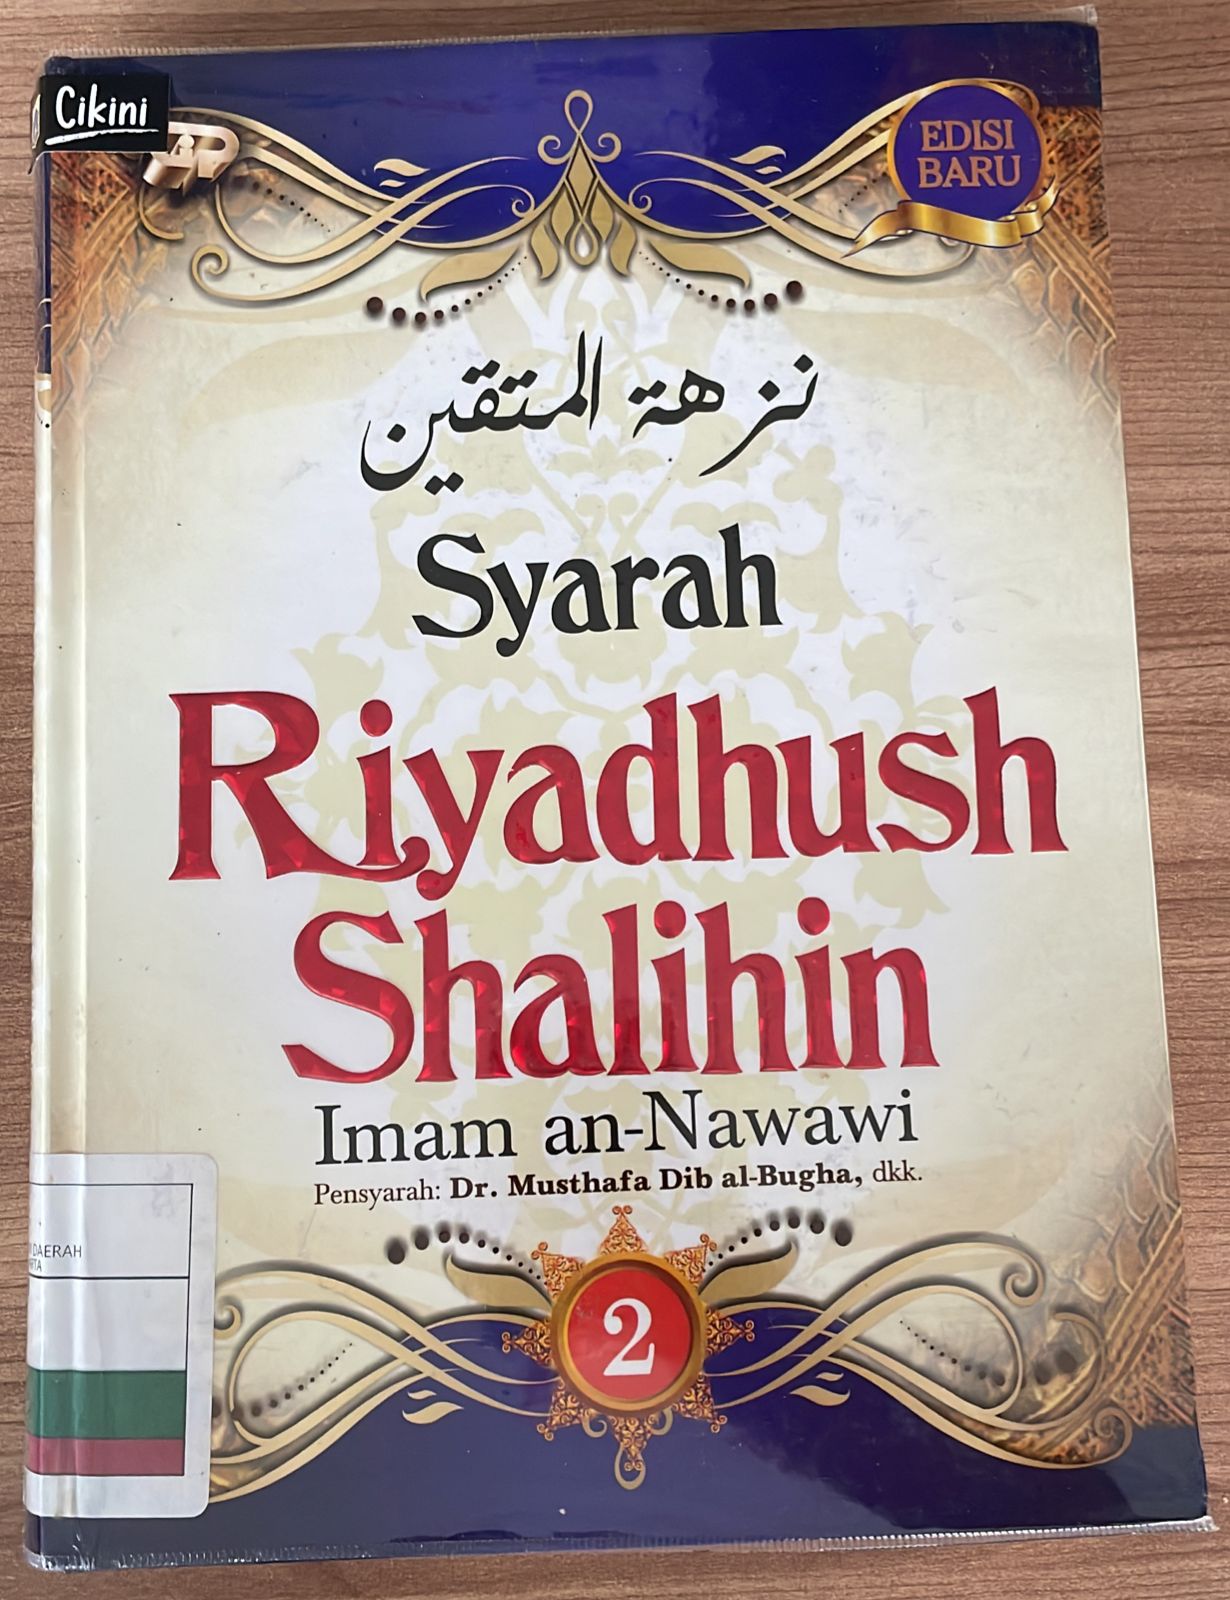 Cikini
EDISI
BARU
نزهة المتقين
Syarah
Riyadhush
Shalihin
Imam an-Nawawi
Pensyarah: Dr. Musthafa Dib al-Bugha, dkk.
DAERAH
2